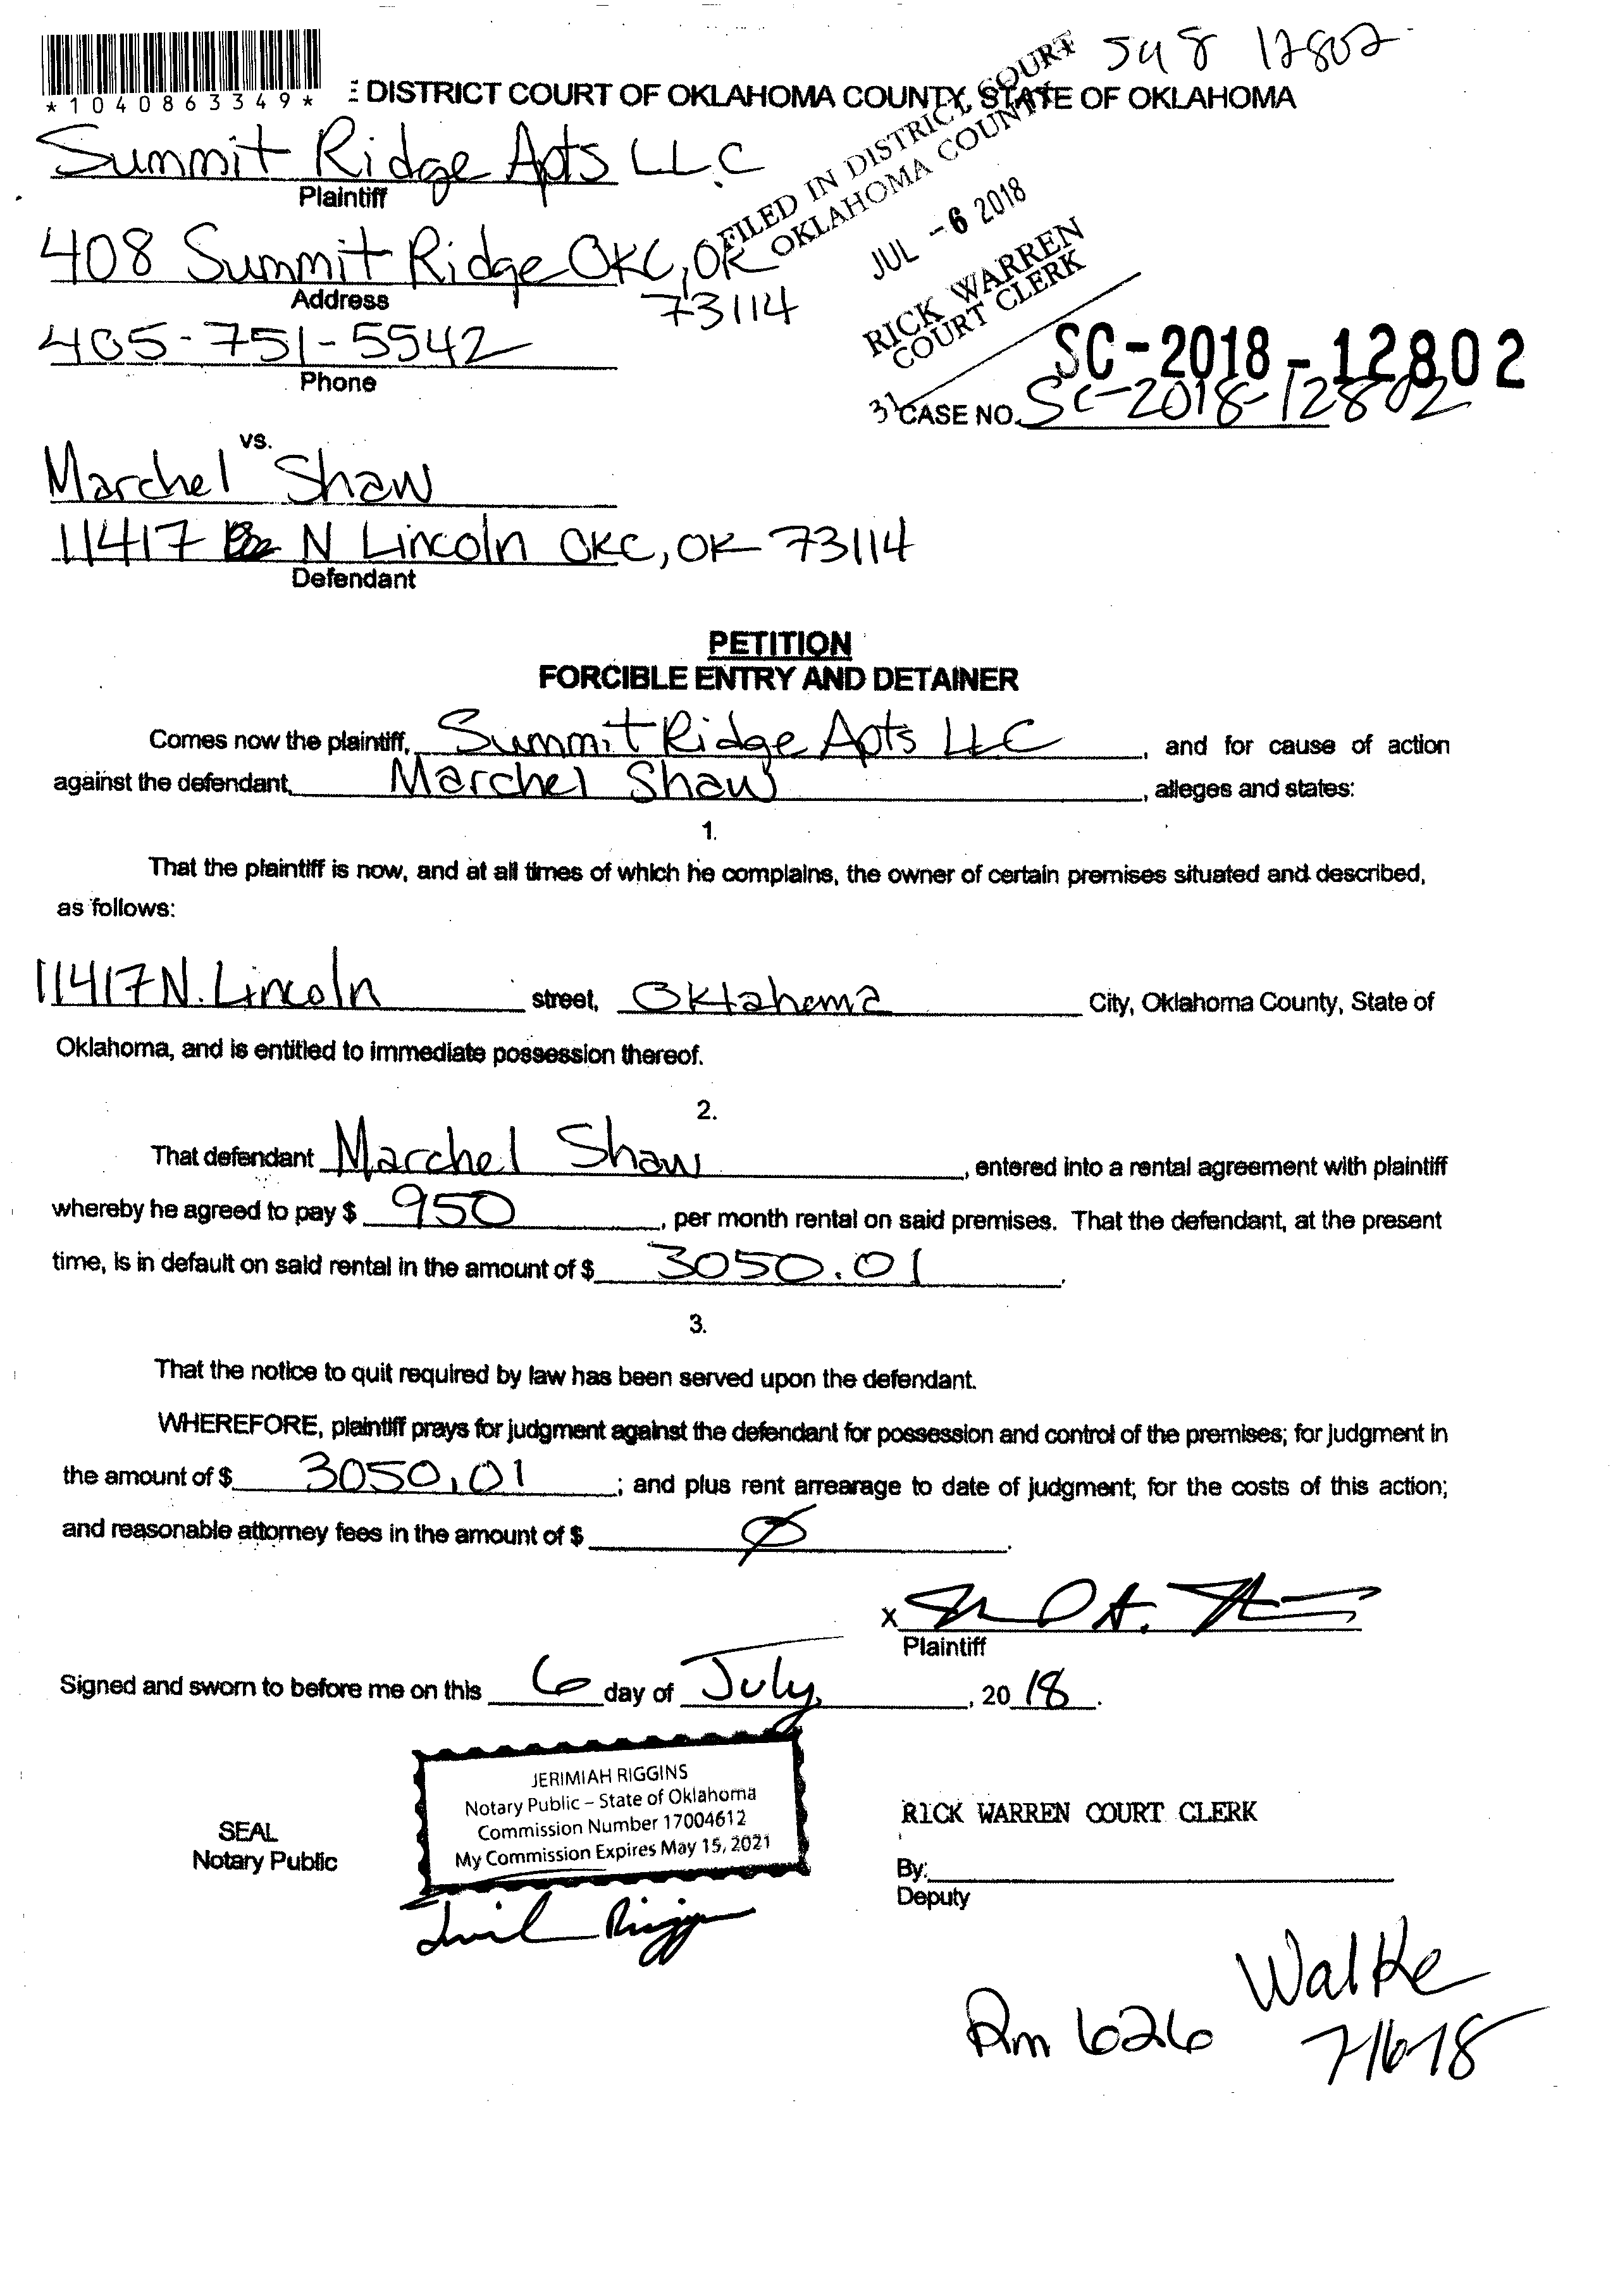 548 12802
*1040863349*
DISTRICT COURT OF OKLAHOMA COUNTY, STATE OF OKLAHOMA
Summit Ridge Apts LLC
Plaintiff
FILED IN DISTRICT COURT
OKLAHOMA COUNTY
JUL -6 2018
RICK WARREN
COURT CLERK
31
408 Summit Ridge OKC, OK
73114
Address
405-751-5542
Phone
SC-2018-12802
CASE NO. SC-2018-12802
vs.
Marchel Shaw
11417 N Lincoln OKC, OK 73114
Defendant
PETITION
FORCIBLE ENTRY AND DETAINER
Comes now the plaintiff, Summit Ridge Apts LLC, and for cause of action
against the defendant, Marchel Shaw, alleges and states:
1.
That the plaintiff is now, and at all times of which he complains, the owner of certain premises situated and described,
as follows:
11417 N. Lincoln street, Oklahoma City, Oklahoma County, State of
Oklahoma, and is entitled to immediate possession thereof.
2.
That defendant Marchel Shaw, entered into a rental agreement with plaintiff
whereby he agreed to pay $ 950, per month rental on said premises. That the defendant, at the present
time, is in default on said rental in the amount of $ 3050.01.
3.
That the notice to quit required by law has been served upon the defendant.
WHEREFORE, plaintiff prays for judgment against the defendant for possession and control of the premises; for judgment in
the amount of $ 3050.01; and plus rent arrearage to date of judgment; for the costs of this action;
and reasonable attorney fees in the amount of $ Ø.
X
Plaintiff
Signed and sworn to before me on this 6 day of July, 2018.
JERIMIAH RIGGINS
Notary Public – State of Oklahoma
Commission Number 17004612
My Commission Expires May 15, 2021
SEAL
Notary Public
RICK WARREN COURT CLERK
By:
Deputy
Walke
Rm 626